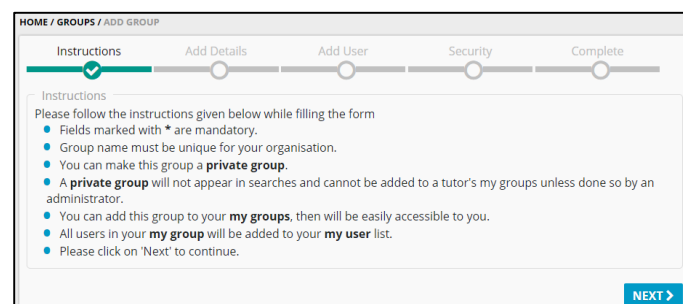 HOME / GROUPS / ADD GROUP
Instructions Add Details Add User Security Complete
Instructions
Please follow the instructions given below while filling the form
Fields marked with * are mandatory.
Group name must be unique for your organisation.
You can make this group a private group.
A private group will not appear in searches and cannot be added to a tutor's my groups unless done so by an
administrator.
You can add this group to your my groups, then will be easily accessible to you.
All users in your my group will be added to your my user list.
Please click on 'Next' to continue.
NEXT